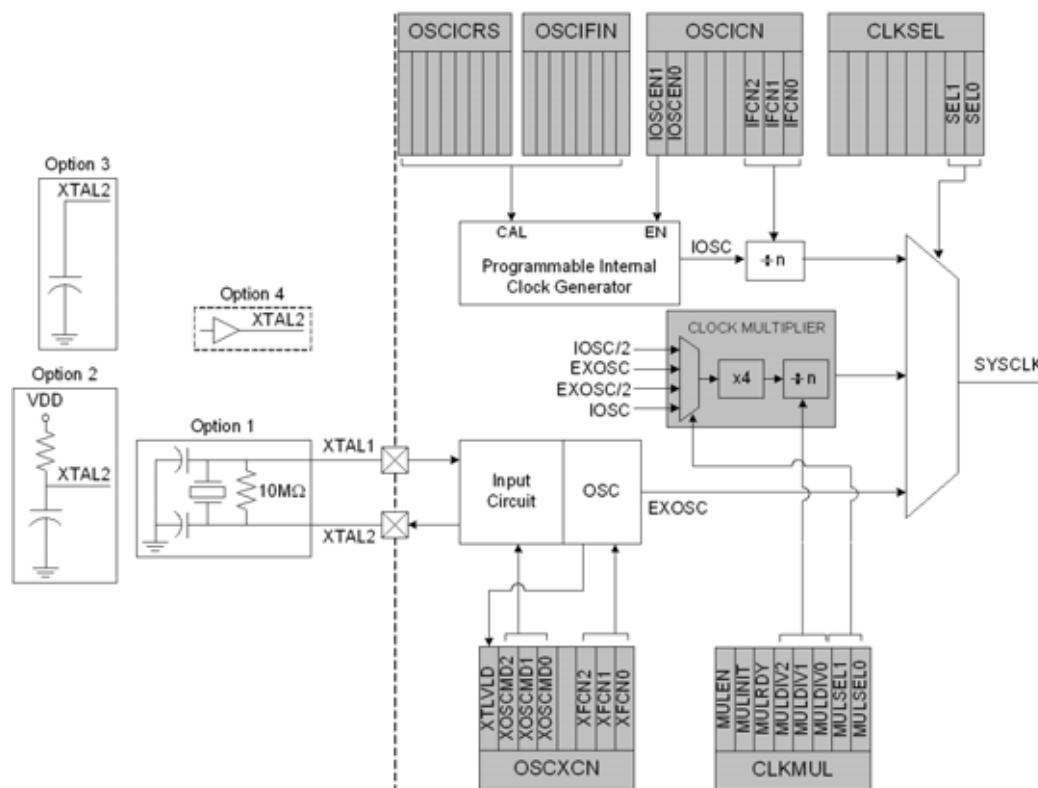 OSCICRS
OSCIFIN
OSCICN
CLKSEL
IOSCEN1
IOSCEN0
IFCN2
IFCN1
IFCN0
SEL1
SEL0
Option 3
XTAL2
CAL
EN
Programmable Internal
Clock Generator
IOSC
÷ n
Option 4
XTAL2
CLOCK MULTIPLIER
IOSC/2
EXOSC
EXOSC/2
IOSC
x4
÷ n
SYSCLK
Option 2
VDD
XTAL2
Option 1
10MΩ
XTAL1
XTAL2
Input
Circuit
OSC
EXOSC
XTLVLD
XOSCMD2
XOSCMD1
XOSCMD0
XFCN2
XFCN1
XFCN0
OSCXCN
MULEN
MULINIT
MULRDY
MULDIV2
MULDIV1
MULDIV0
MULSEL1
MULSEL0
CLKMUL